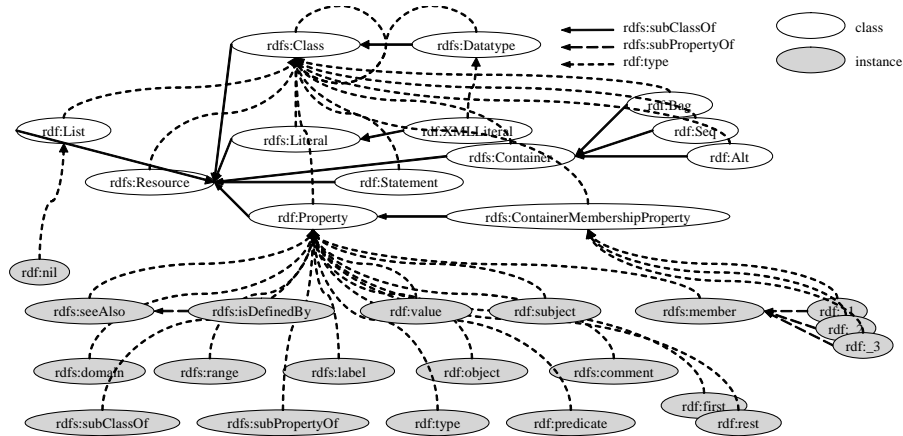 rdfs:Class
rdfs:Datatype
rdfs:subClassOf
rdfs:subPropertyOf
rdf:type
class
instance
rdf:List
rdfs:Literal
rdf:XMLLiteral
rdf:Bag
rdf:Seq
rdfs:Container
rdf:Alt
rdfs:Resource
rdf:Statement
rdf:Property
rdfs:ContainerMembershipProperty
rdf:nil
rdfs:seeAlso
rdfs:isDefinedBy
rdf:value
rdf:subject
rdfs:member
rdf:_3
rdfs:domain
rdfs:range
rdfs:label
rdf:object
rdfs:comment
rdf:first
rdfs:subClassOf
rdfs:subPropertyOf
rdf:type
rdf:predicate
rdf:rest